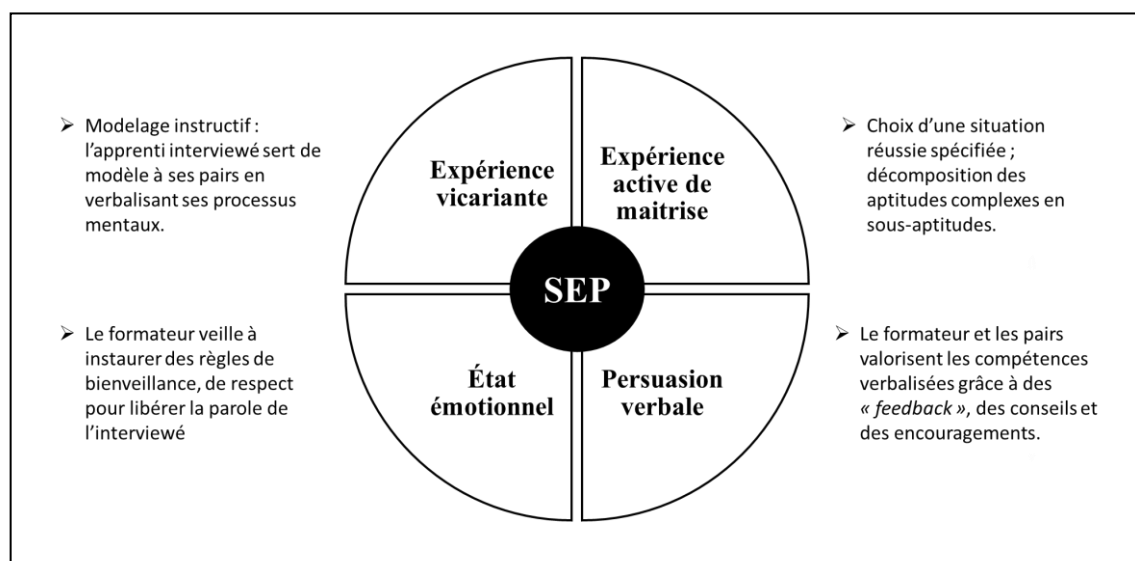 ➢ Modelage instructif :
l’apprenti interviewé sert de
modèle à ses pairs en
verbalisant ses processus
mentaux.
Expérience
vicariante
Expérience
active de
maitrise
➢ Choix d’une situation
réussie spécifiée ;
décomposition des
aptitudes complexes en
sous-aptitudes.
SEP
➢ Le formateur veille à
instaurer des règles de
bienveillance, de respect
pour libérer la parole de
l’interviewé
État
émotionnel
Persuasion
verbale
➢ Le formateur et les pairs
valorisent les compétences
verbalisées grâce à des
« feedback », des conseils et
des encouragements.